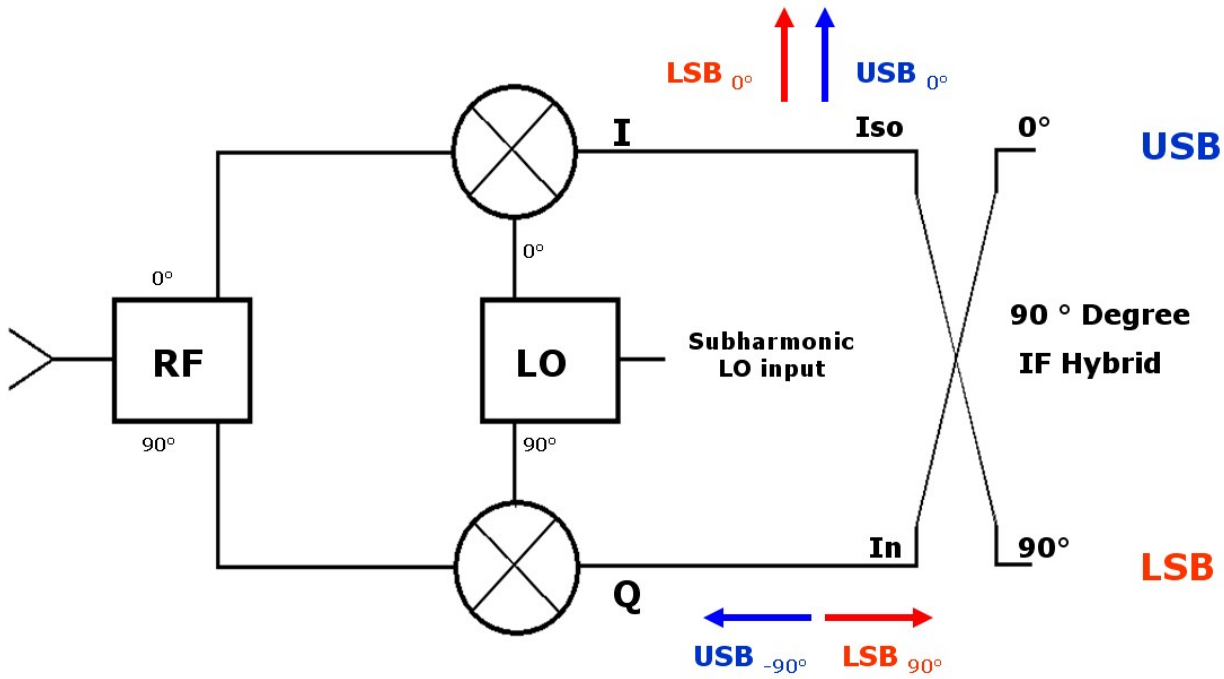 LSB 0°
USB 0°
I
Iso
0°
USB
0°
0°
RF
LO
Subharmonic
LO input
90 ° Degree
IF Hybrid
90°
90°
In
90°
LSB
Q
USB -90°
LSB 90°